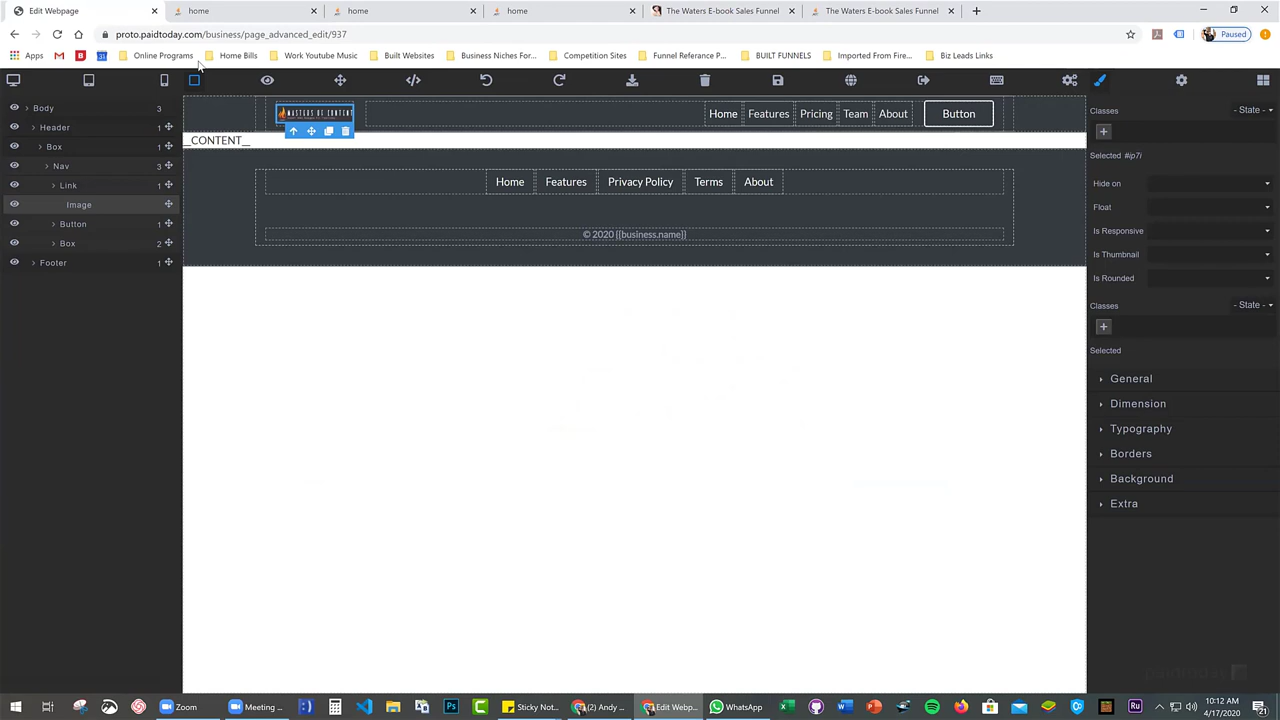 Edit Webpage home home home The Waters E-book Sales Funnel The Waters E-book Sales Funnel
proto.paidtoday.com/business/page_advanced_edit/937 Paused
Apps Online Programs Home Bills Work Youtube Music Built Websites Business Niches For... Competition Sites Funnel Reference P... BUILT FUNNELS Imported From Fire... Biz Leads Links
Body 3
Header 1
Box 1
Nav 3
Link 1
Image
Button 1
Box 2
Footer 1
MASTERS OF CONTENT
Home Features Pricing Team About Button
__CONTENT__
Home Features Privacy Policy Terms About
© 2020 {{business.name}}
Classes - State -
Selected #ip7i
Hide on
Float
Is Responsive
Is Thumbnail
Is Rounded
Classes - State -
Selected
General
Dimension
Typography
Borders
Background
Extra
paidtoday
Zoom Meeting ... Sticky Not... (2) Andy ... Edit Webp... WhatsApp
10:12 AM
4/17/2020